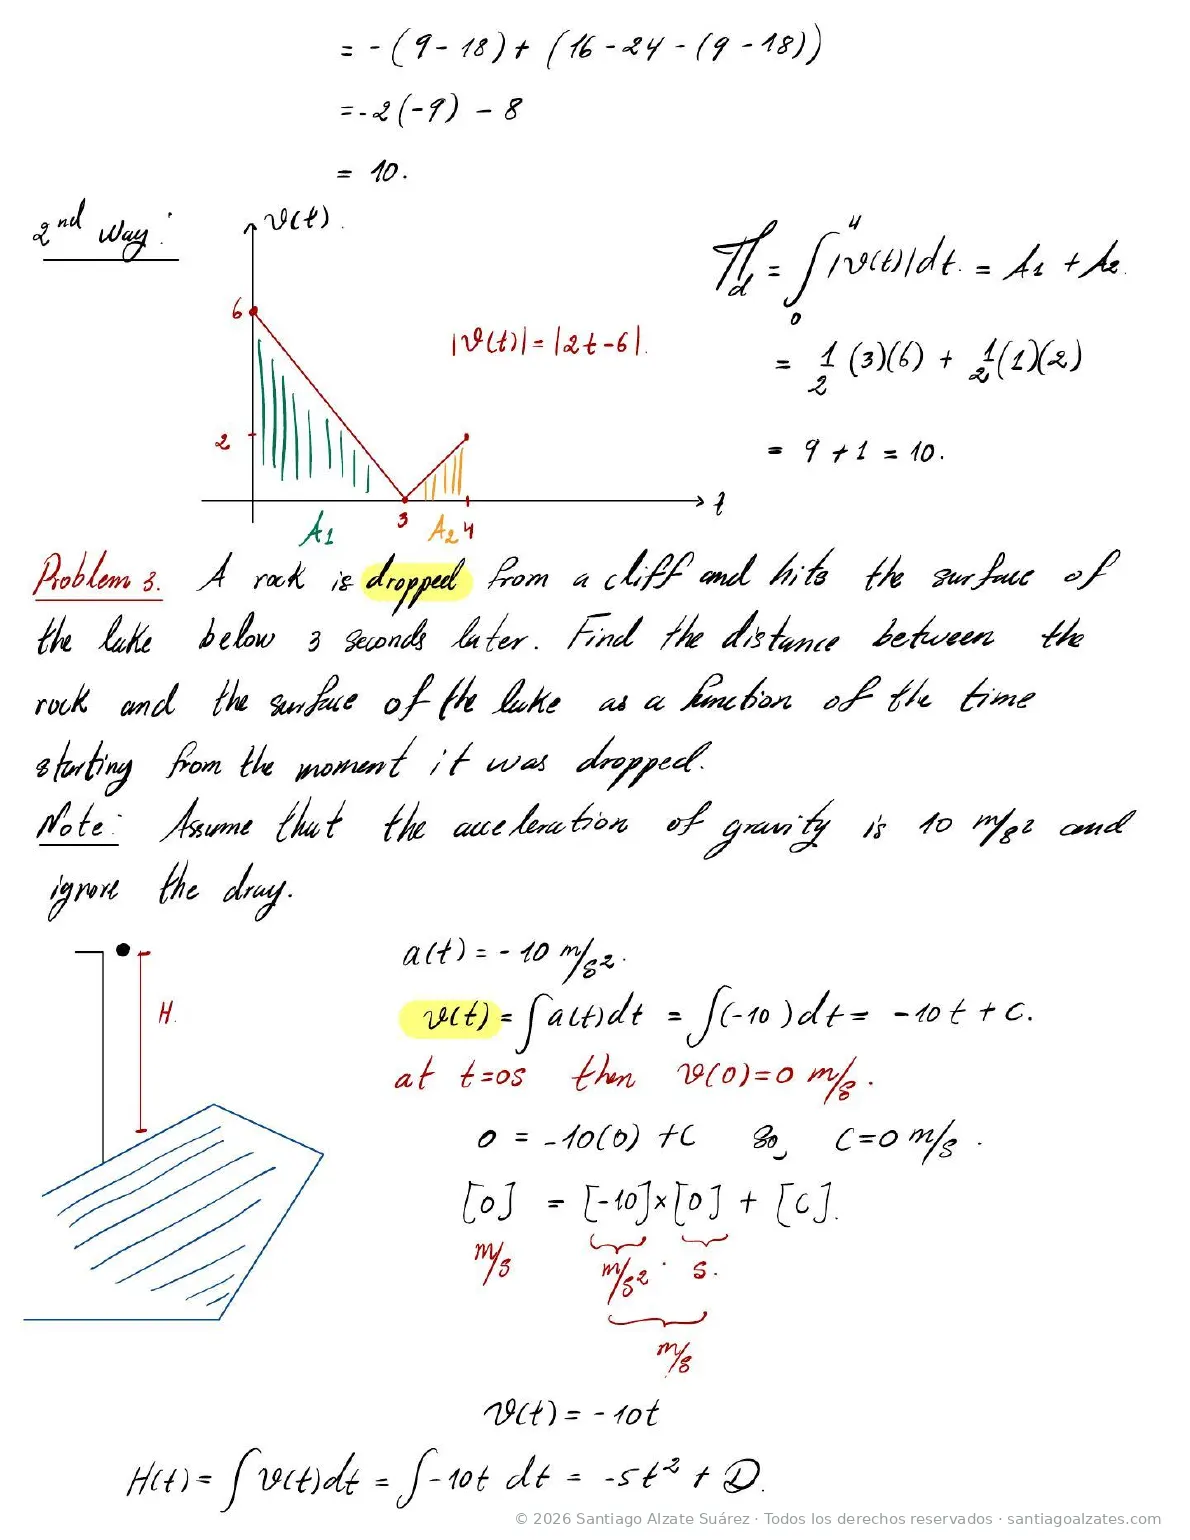 = -(9 - 18) + (16 - 24 - (9 - 18))
= -2(-9) - 8
= 10.
2nd Way:
v(t).
6
2
|v(t)| = |2t-6|.
3
4
t
A1
A2
Td = ∫₀⁴ |v(t)| dt. = A1 + A2.
= 1/2 (3)(6) + 1/2 (1)(2)
= 9 + 1 = 10.
Problem 3. A rock is dropped from a cliff and hits the surface of
the lake below 3 seconds later. Find the distance between the
rock and the surface of the lake as a function of the time
starting from the moment it was dropped.
Note: Assume that the acceleration of gravity is 10 m/s² and
ignore the drag.
H.
a(t) = -10 m/s².
v(t) = ∫a(t)dt = ∫(-10)dt = -10t + C.
at t=0s then v(0)=0 m/s.
0 = -10(0) + C so, C=0 m/s.
[0] = [-10]×[0] + [C].
m/s m/s² · s.
m/s
v(t) = -10t
H(t) = ∫v(t)dt = ∫-10t dt = -5t² + D.
© 2026 Santiago Alzate Suárez · Todos los derechos reservados · santiagoalzates.com